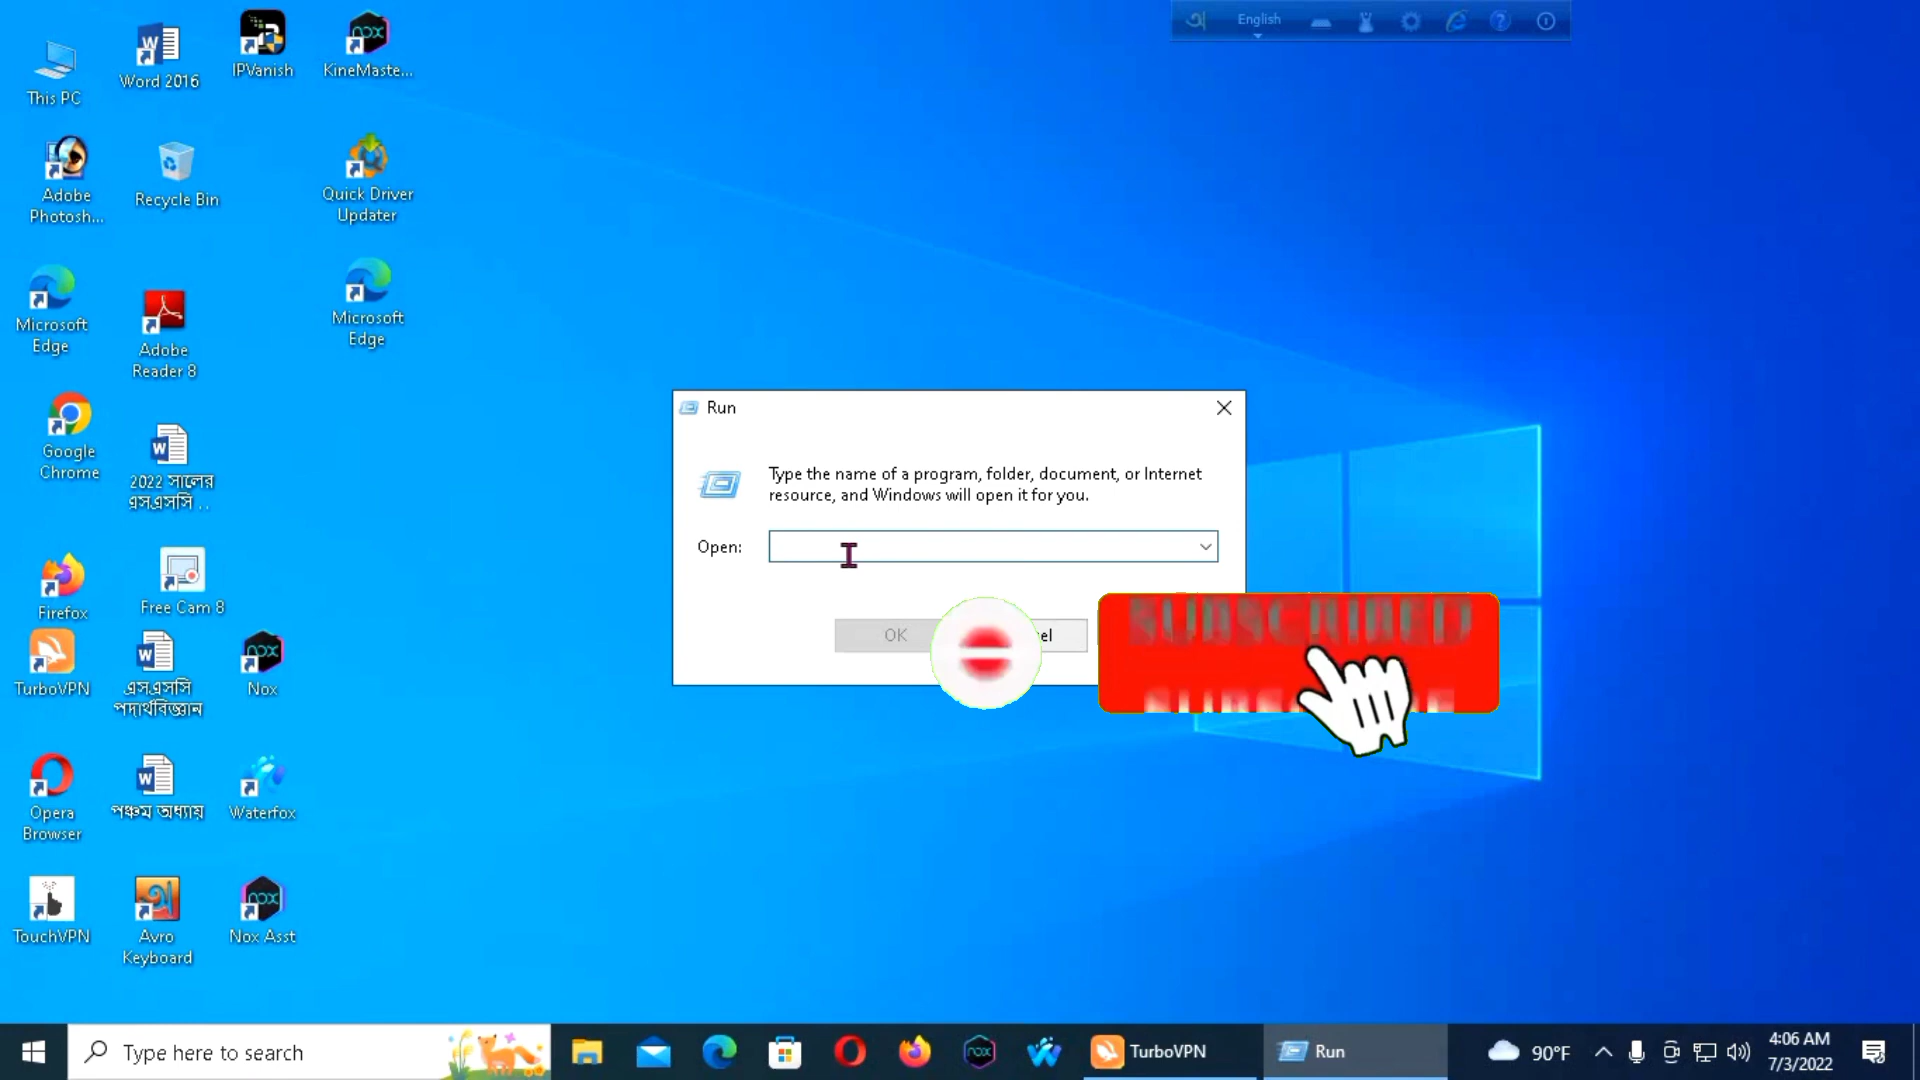 English
This PC
Word 2016
IPVanish
KineMaste...
Adobe
Photosh...
Recycle Bin
Quick Driver
Updater
Microsoft
Edge
Adobe
Reader 8
Microsoft
Edge
Google
Chrome
2022 সালের
এসএসসি ..
Firefox
Free Cam 8
TurboVPN
এসএসসি
পদার্থবিজ্ঞান
Nox
Opera
Browser
পঞ্চম অধ্যায়
Waterfox
TouchVPN
Avro
Keyboard
Nox Asst
Run
Type the name of a program, folder, document, or Internet
resource, and Windows will open it for you.
Open:
OK
el
SUBSCRIBED
Type here to search
TurboVPN
Run
90°F
4:06 AM
7/3/2022